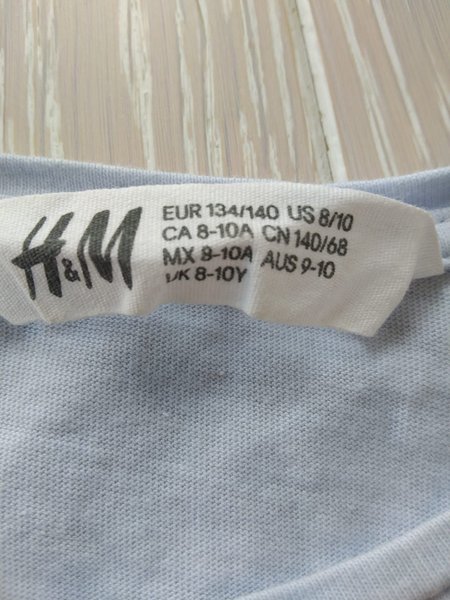 H&M
EUR 134/140 US 8/10
CA 8-10A CN 140/68
MX 8-10A AUS 9-10
UK 8-10Y